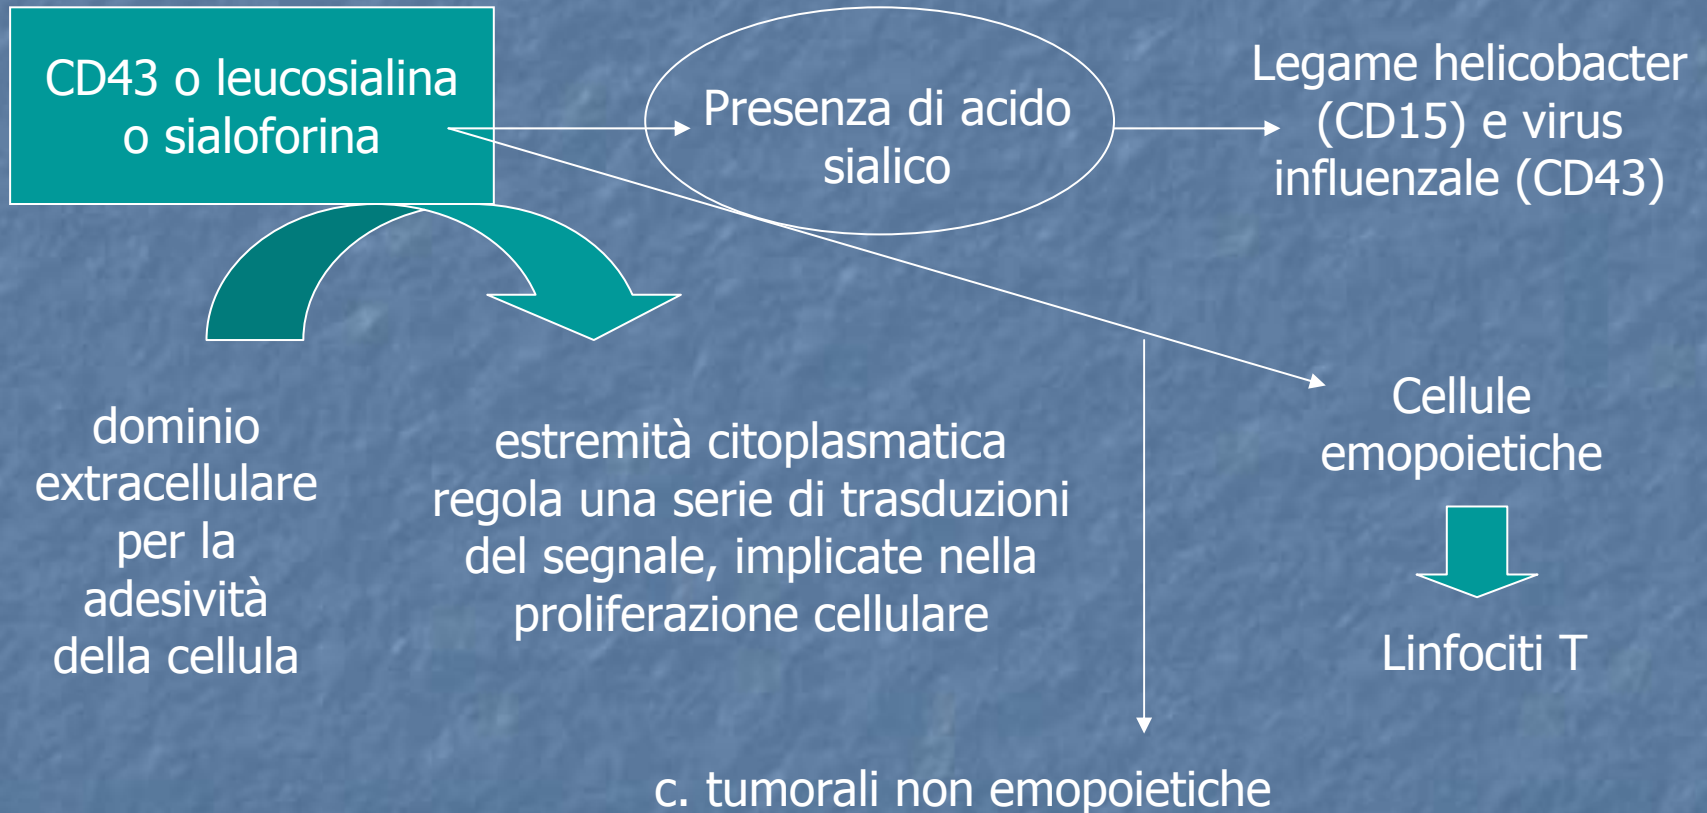 CD43 o leucosialina
o sialoforina
Presenza di acido
sialico
Legame helicobacter
(CD15) e virus
influenzale (CD43)
dominio
extracellulare
per la
adesività
della cellula
estremità citoplasmatica
regola una serie di trasduzioni
del segnale, implicate nella
proliferazione cellulare
Cellule
emopoietiche
Linfociti T
c. tumorali non emopoietiche